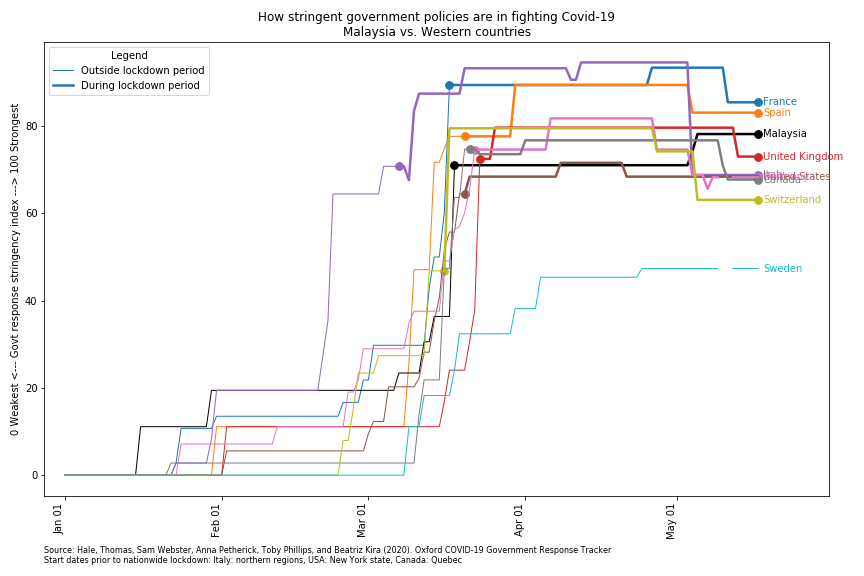 How stringent government policies are in fighting Covid-19
Malaysia vs. Western countries
Legend
Outside lockdown period
During lockdown period
0 Weakest <--- Govt response stringency index ---> 100 Strongest
80
60
40
20
0
France
Spain
Malaysia
United Kingdom
Italy
United States
Canada
Switzerland
Sweden
Jan 01
Feb 01
Mar 01
Apr 01
May 01
Source: Hale, Thomas, Sam Webster, Anna Petherick, Toby Phillips, and Beatriz Kira (2020). Oxford COVID-19 Government Response Tracker
Start dates prior to nationwide lockdown: Italy: northern regions, USA: New York state, Canada: Quebec